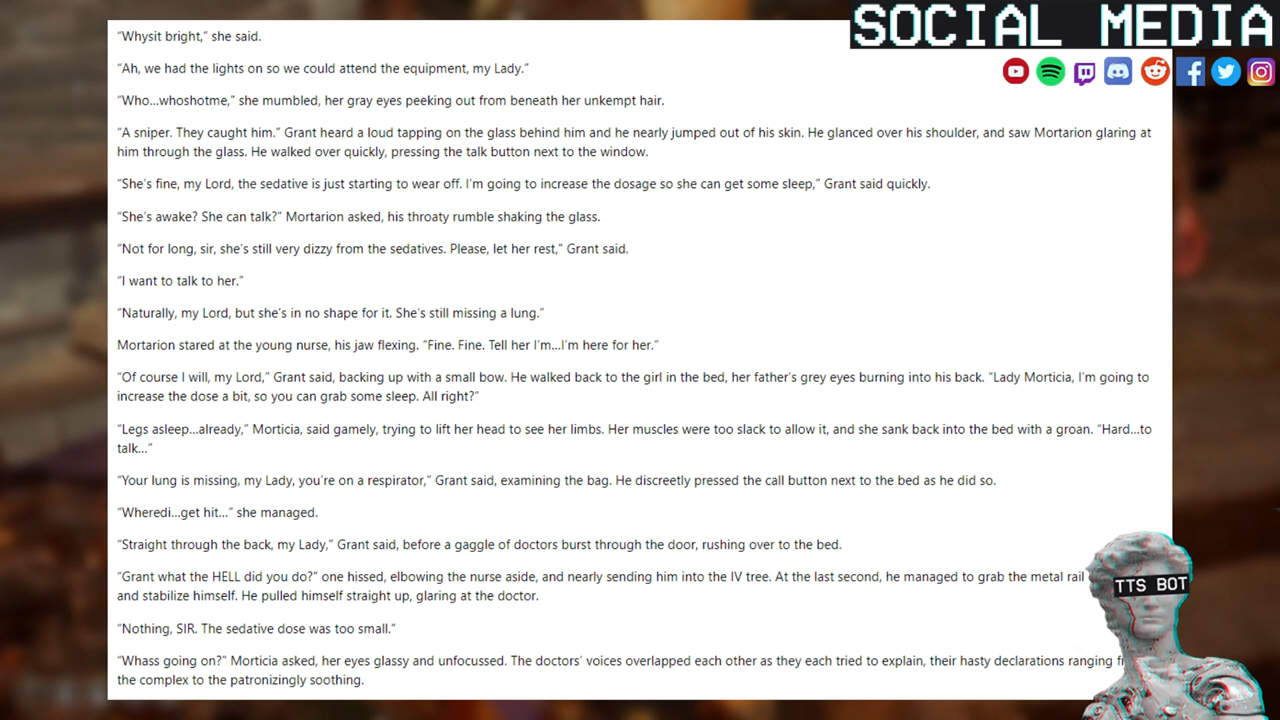 SOCIAL MEDIA
“Whysit bright,” she said.
“Ah, we had the lights on so we could attend the equipment, my Lady.”
“Who…whoshotme,” she mumbled, her gray eyes peeking out from beneath her unkempt hair.
“A sniper. They caught him.” Grant heard a loud tapping on the glass behind him and he nearly jumped out of his skin. He glanced over his shoulder, and saw Mortarion glaring at
him through the glass. He walked over quickly, pressing the talk button next to the window.
“She’s fine, my Lord, the sedative is just starting to wear off. I’m going to increase the dosage so she can get some sleep,” Grant said quickly.
“She’s awake? She can talk?” Mortarion asked, his throaty rumble shaking the glass.
“Not for long, sir, she’s still very dizzy from the sedatives. Please, let her rest,” Grant said.
“I want to talk to her.”
“Naturally, my Lord, but she’s in no shape for it. She’s still missing a lung.”
Mortarion stared at the young nurse, his jaw flexing. “Fine. Fine. Tell her I’m…I’m here for her.”
“Of course I will, my Lord,” Grant said, backing up with a small bow. He walked back to the girl in the bed, her father’s grey eyes burning into his back. “Lady Morticia, I’m going to
increase the dose a bit, so you can grab some sleep. All right?”
“Legs asleep…already,” Morticia, said gamely, trying to lift her head to see her limbs. Her muscles were too slack to allow it, and she sank back into the bed with a groan. “Hard…to
talk…”
“Your lung is missing, my Lady, you’re on a respirator,” Grant said, examining the bag. He discreetly pressed the call button next to the bed as he did so.
“Wheredi…get hit…” she managed.
“Straight through the back, my Lady,” Grant said, before a gaggle of doctors burst through the door, rushing over to the bed.
“Grant what the HELL did you do?” one hissed, elbowing the nurse aside, and nearly sending him into the IV tree. At the last second, he managed to grab the metal rail
and stabilize himself. He pulled himself straight up, glaring at the doctor.
“Nothing, SIR. The sedative dose was too small.”
“Whass going on?” Morticia asked, her eyes glassy and unfocused. The doctors’ voices overlapped each other as they each tried to explain, their hasty declarations ranging
the complex to the patronizingly soothing.
TTS BOT